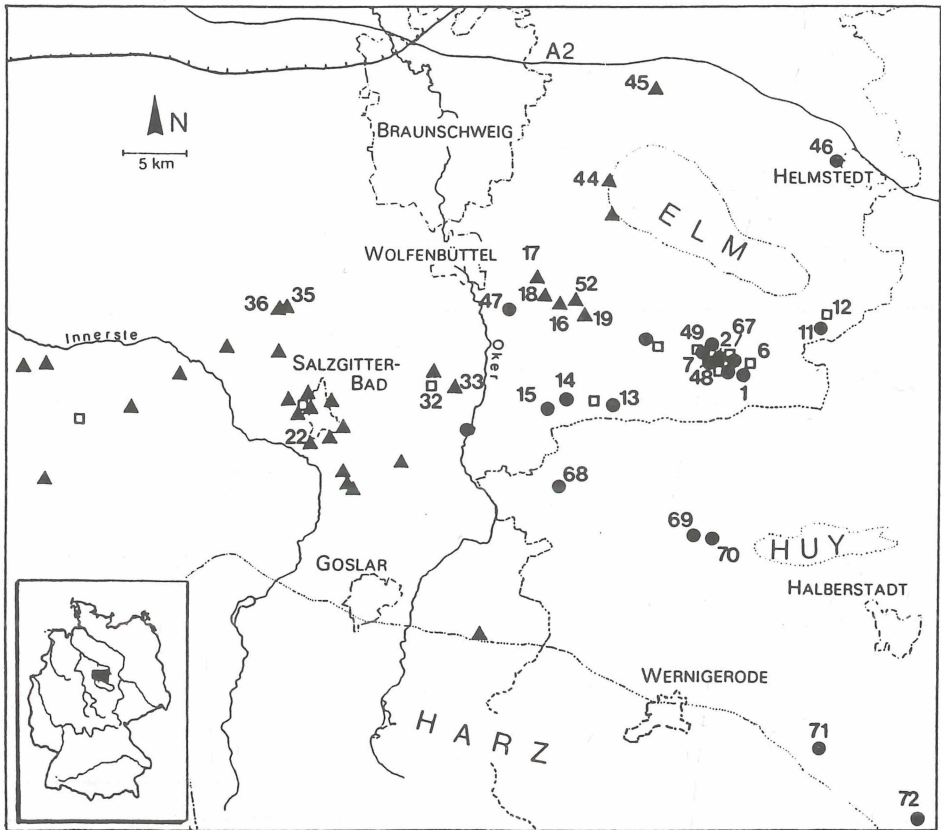 A2
45
N
BRAUNSCHWEIG
46
5 km
HELMSTEDT
44
ELM
WOLFENBÜTTEL
17
52
12
36 35
18
47
16
19
11
49 67
27
Innerste
Oker
7
6
SALZGITTER-
BAD
48
33
1
32
14
15
13
22
68
69
70
HUY
GOSLAR
HALBERSTADT
WERNIGERODE
HARZ
71
72